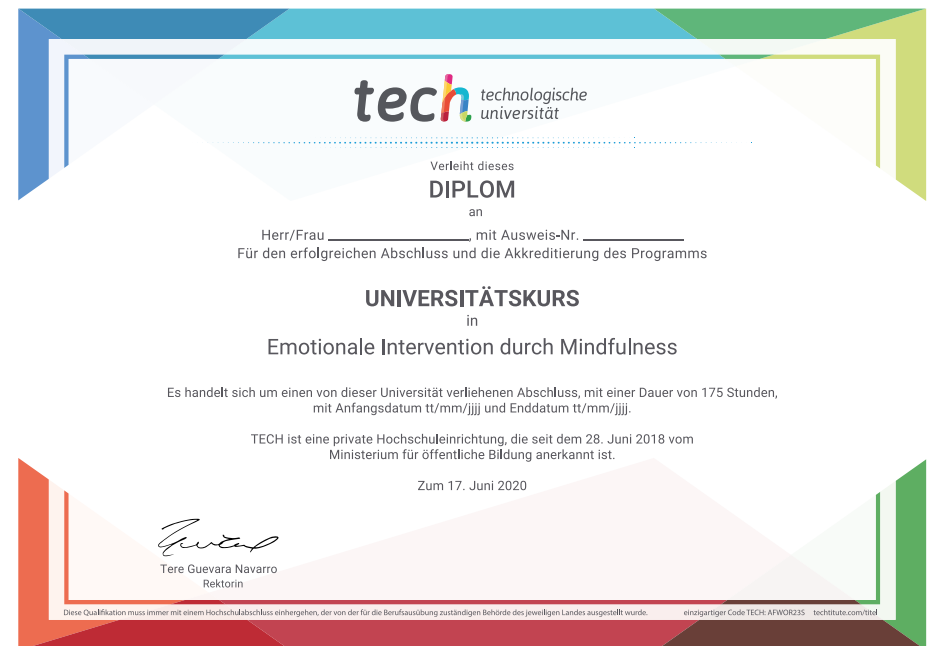 tech technologische
universität
Verleiht dieses
DIPLOM
an
Herr/Frau ____________________, mit Ausweis-Nr. ______________
Für den erfolgreichen Abschluss und die Akkreditierung des Programms
UNIVERSITÄTSKURS
in
Emotionale Intervention durch Mindfulness
Es handelt sich um einen von dieser Universität verliehenen Abschluss, mit einer Dauer von 175 Stunden,
mit Anfangsdatum tt/mm/jjjj und Enddatum tt/mm/jjjj.
TECH ist eine private Hochschuleinrichtung, die seit dem 28. Juni 2018 vom
Ministerium für öffentliche Bildung anerkannt ist.
Zum 17. Juni 2020
Tere Guevara Navarro
Rektorin
Diese Qualifikation muss immer mit einem Hochschulabschluss einhergehen, der von der für die Berufsausübung zuständigen Behörde des jeweiligen Landes ausgestellt wurde. einzigartiger Code TECH: AFWOR23S techtitute.com/titel